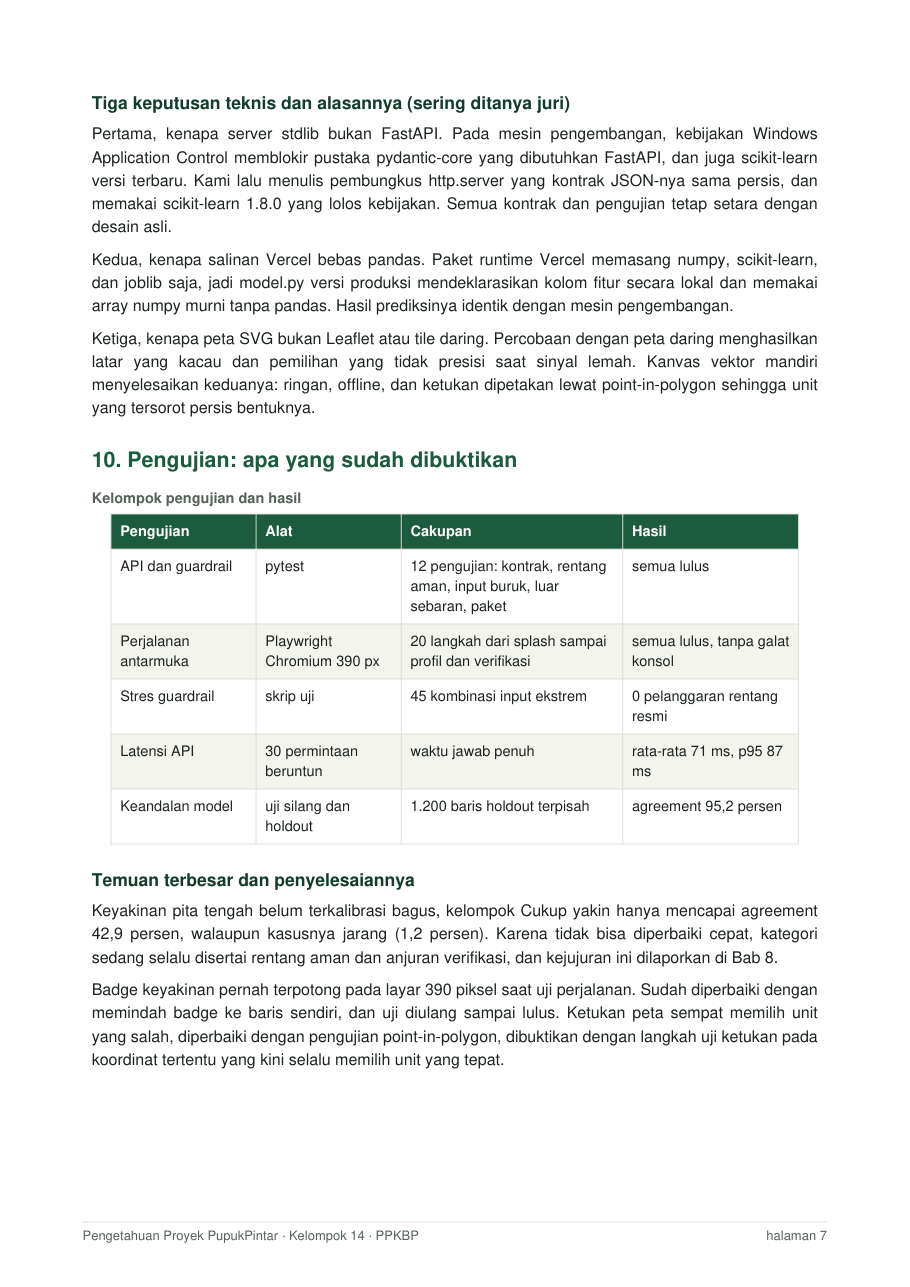 Tiga keputusan teknis dan alasannya (sering ditanya juri)
Pertama, kenapa server stdlib bukan FastAPI. Pada mesin pengembangan, kebijakan Windows
Application Control memblokir pustaka pydantic-core yang dibutuhkan FastAPI, dan juga scikit-learn
versi terbaru. Kami lalu menulis pembungkus http.server yang kontrak JSON-nya sama persis, dan
memakai scikit-learn 1.8.0 yang lolos kebijakan. Semua kontrak dan pengujian tetap setara dengan
desain asli.
Kedua, kenapa salinan Vercel bebas pandas. Paket runtime Vercel memasang numpy, scikit-learn,
dan joblib saja, jadi model.py versi produksi mendeklarasikan kolom fitur secara lokal dan memakai
array numpy murni tanpa pandas. Hasil prediksinya identik dengan mesin pengembangan.
Ketiga, kenapa peta SVG bukan Leaflet atau tile daring. Percobaan dengan peta daring menghasilkan
latar yang kacau dan pemilihan yang tidak presisi saat sinyal lemah. Kanvas vektor mandiri
menyelesaikan keduanya: ringan, offline, dan ketukan dipetakan lewat point-in-polygon sehingga unit
yang tersorot persis bentuknya.
10. Pengujian: apa yang sudah dibuktikan
Kelompok pengujian dan hasil
Pengujian Alat Cakupan Hasil
API dan guardrail pytest 12 pengujian: kontrak, rentang semua lulus
aman, input buruk, luar
sebaran, paket
Perjalanan Playwright 20 langkah dari splash sampai semua lulus, tanpa galat
antarmuka Chromium 390 px profil dan verifikasi konsol
Stres guardrail skrip uji 45 kombinasi input ekstrem 0 pelanggaran rentang
resmi
Latensi API 30 permintaan waktu jawab penuh rata-rata 71 ms, p95 87
beruntun ms
Keandalan model uji silang dan 1.200 baris holdout terpisah agreement 95,2 persen
holdout
Temuan terbesar dan penyelesaiannya
Keyakinan pita tengah belum terkalibrasi bagus, kelompok Cukup yakin hanya mencapai agreement
42,9 persen, walaupun kasusnya jarang (1,2 persen). Karena tidak bisa diperbaiki cepat, kategori
sedang selalu disertai rentang aman dan anjuran verifikasi, dan kejujuran ini dilaporkan di Bab 8.
Badge keyakinan pernah terpotong pada layar 390 piksel saat uji perjalanan. Sudah diperbaiki dengan
memindah badge ke baris sendiri, dan uji diulang sampai lulus. Ketukan peta sempat memilih unit
yang salah, diperbaiki dengan pengujian point-in-polygon, dibuktikan dengan langkah uji ketukan pada
koordinat tertentu yang kini selalu memilih unit yang tepat.
Pengetahuan Proyek PupukPintar · Kelompok 14 · PPKBP halaman 7